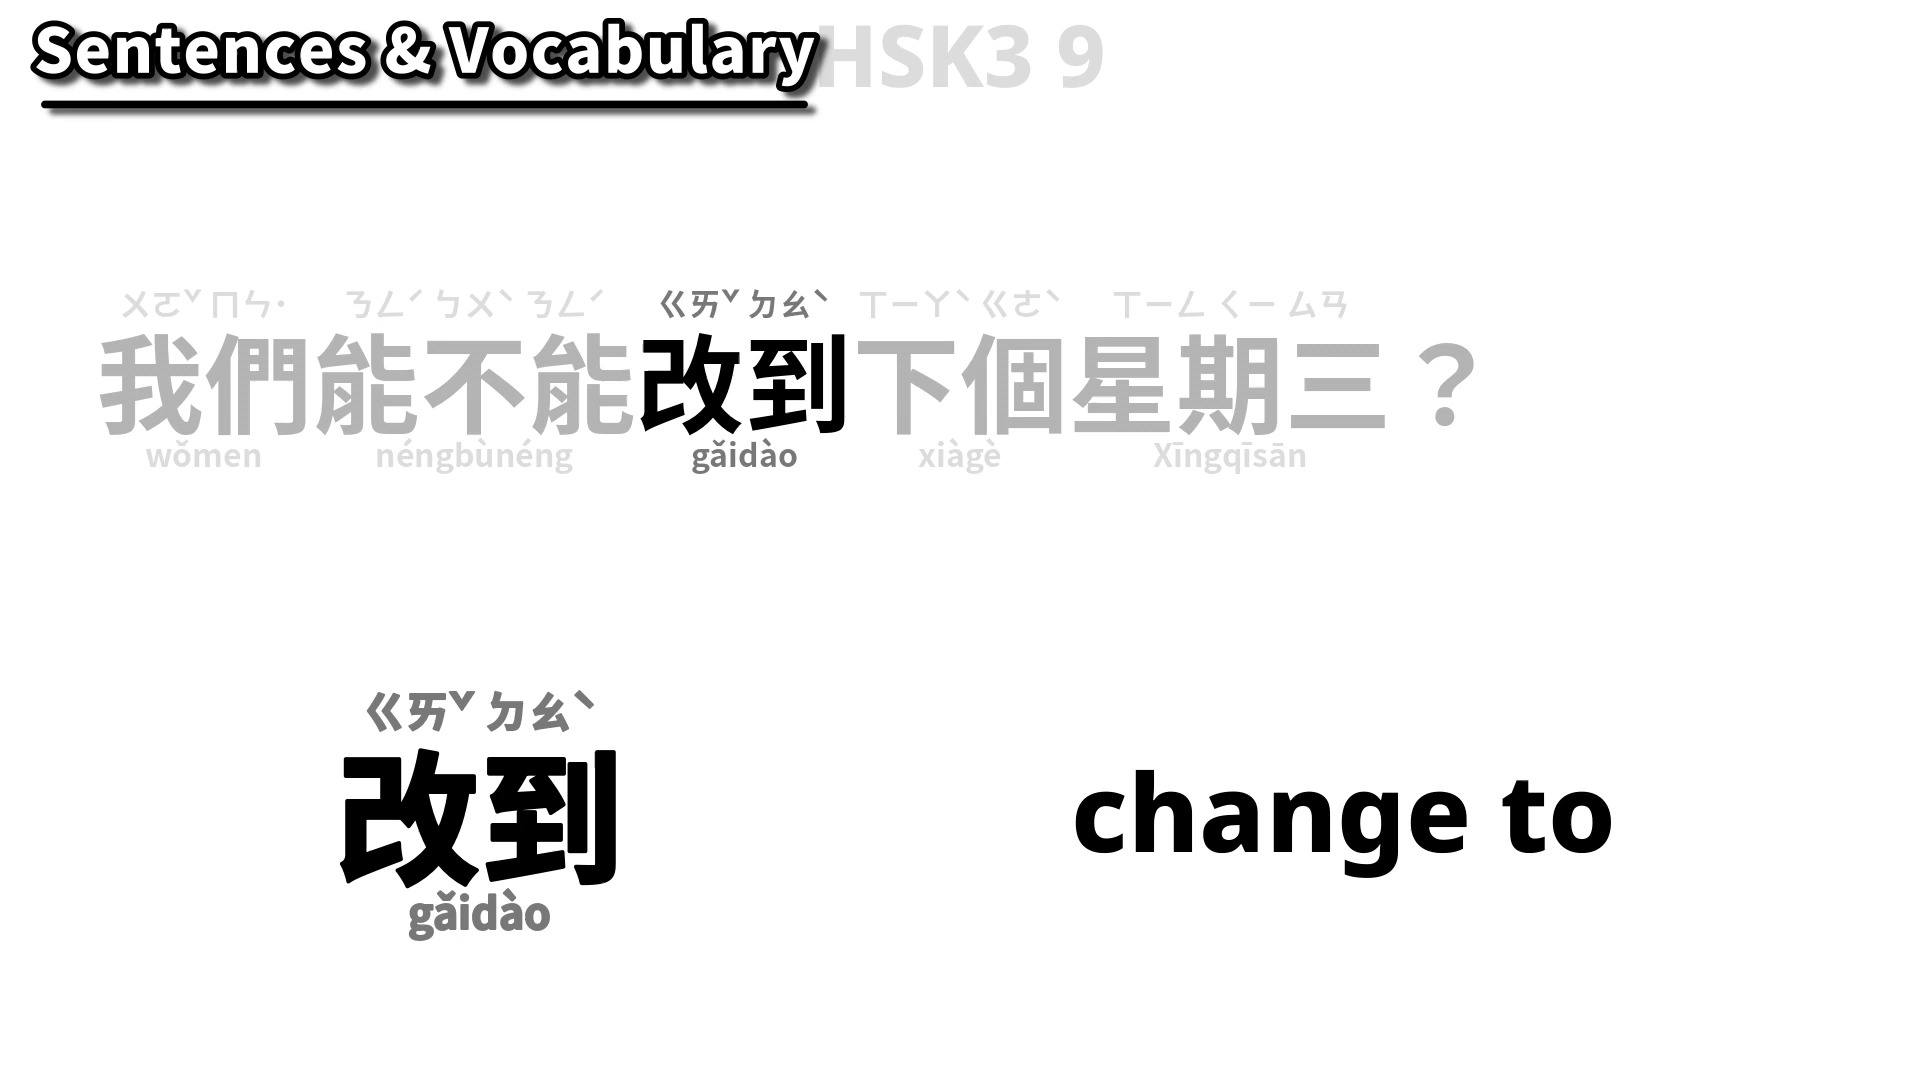 Sentences & Vocabulary HSK3 9
ㄨㄛˇ ㄇㄣ˙ ㄋㄥˊ ㄅㄨˋ ㄋㄥˊ ㄍㄞˇ ㄉㄠˋ ㄒㄧㄚˋ ㄍㄜˋ ㄒㄧㄥ ㄑㄧ ㄙㄢ
我們能不能改到下個星期三？
wǒmen néngbùnéng gǎidào xiàgè Xīngqīsān
ㄍㄞˇ ㄉㄠˋ
改到
gǎidào
change to